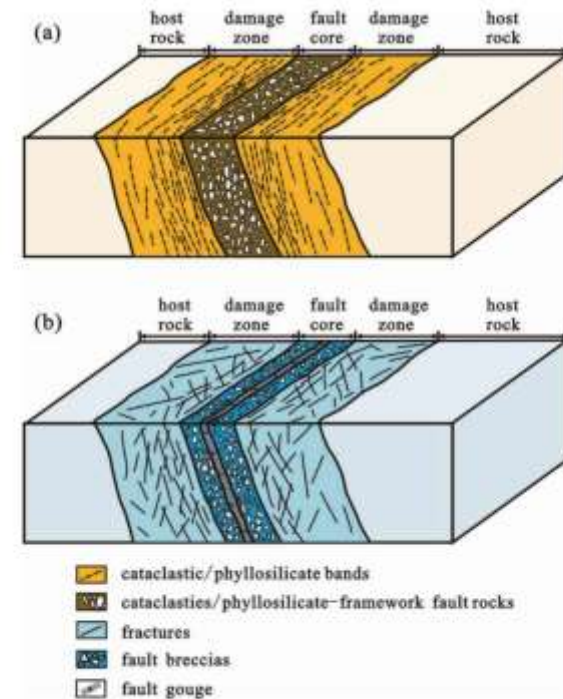 host damage fault damage host
(a) rock zone core zone rock
host damage fault damage host
(b) rock zone core zone rock
cataclastic/phyllosilicate bands
cataclasties/phyllosilicate-framework fault rocks
fractures
fault breccias
fault gouge